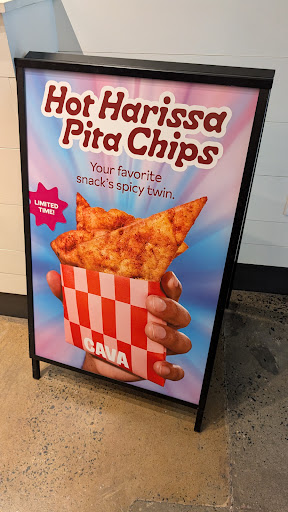 Hot Harissa
Pita Chips
Your favorite
snack's spicy twin.
LIMITED
TIME!
CAVA